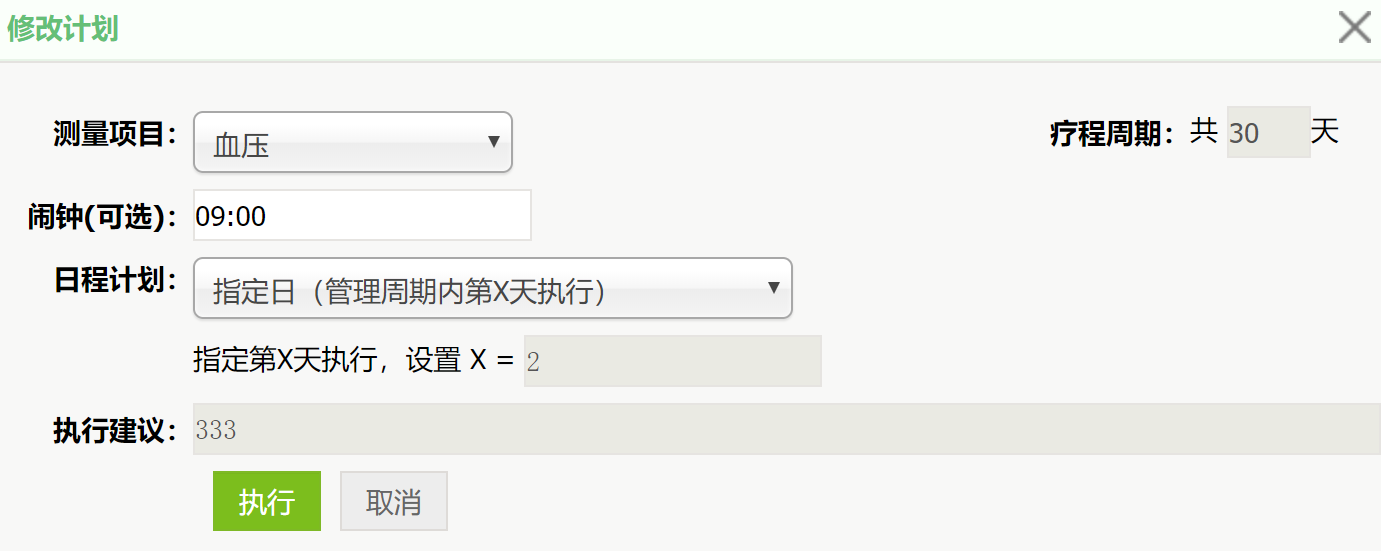 修改计划
测量项目： 血压 ▼ 疗程周期：共 30 天
闹钟(可选)： 09:00
日程计划： 指定日（管理周期内第X天执行） ▼
指定第X天执行，设置 X = 2
执行建议： 333
执行 取消